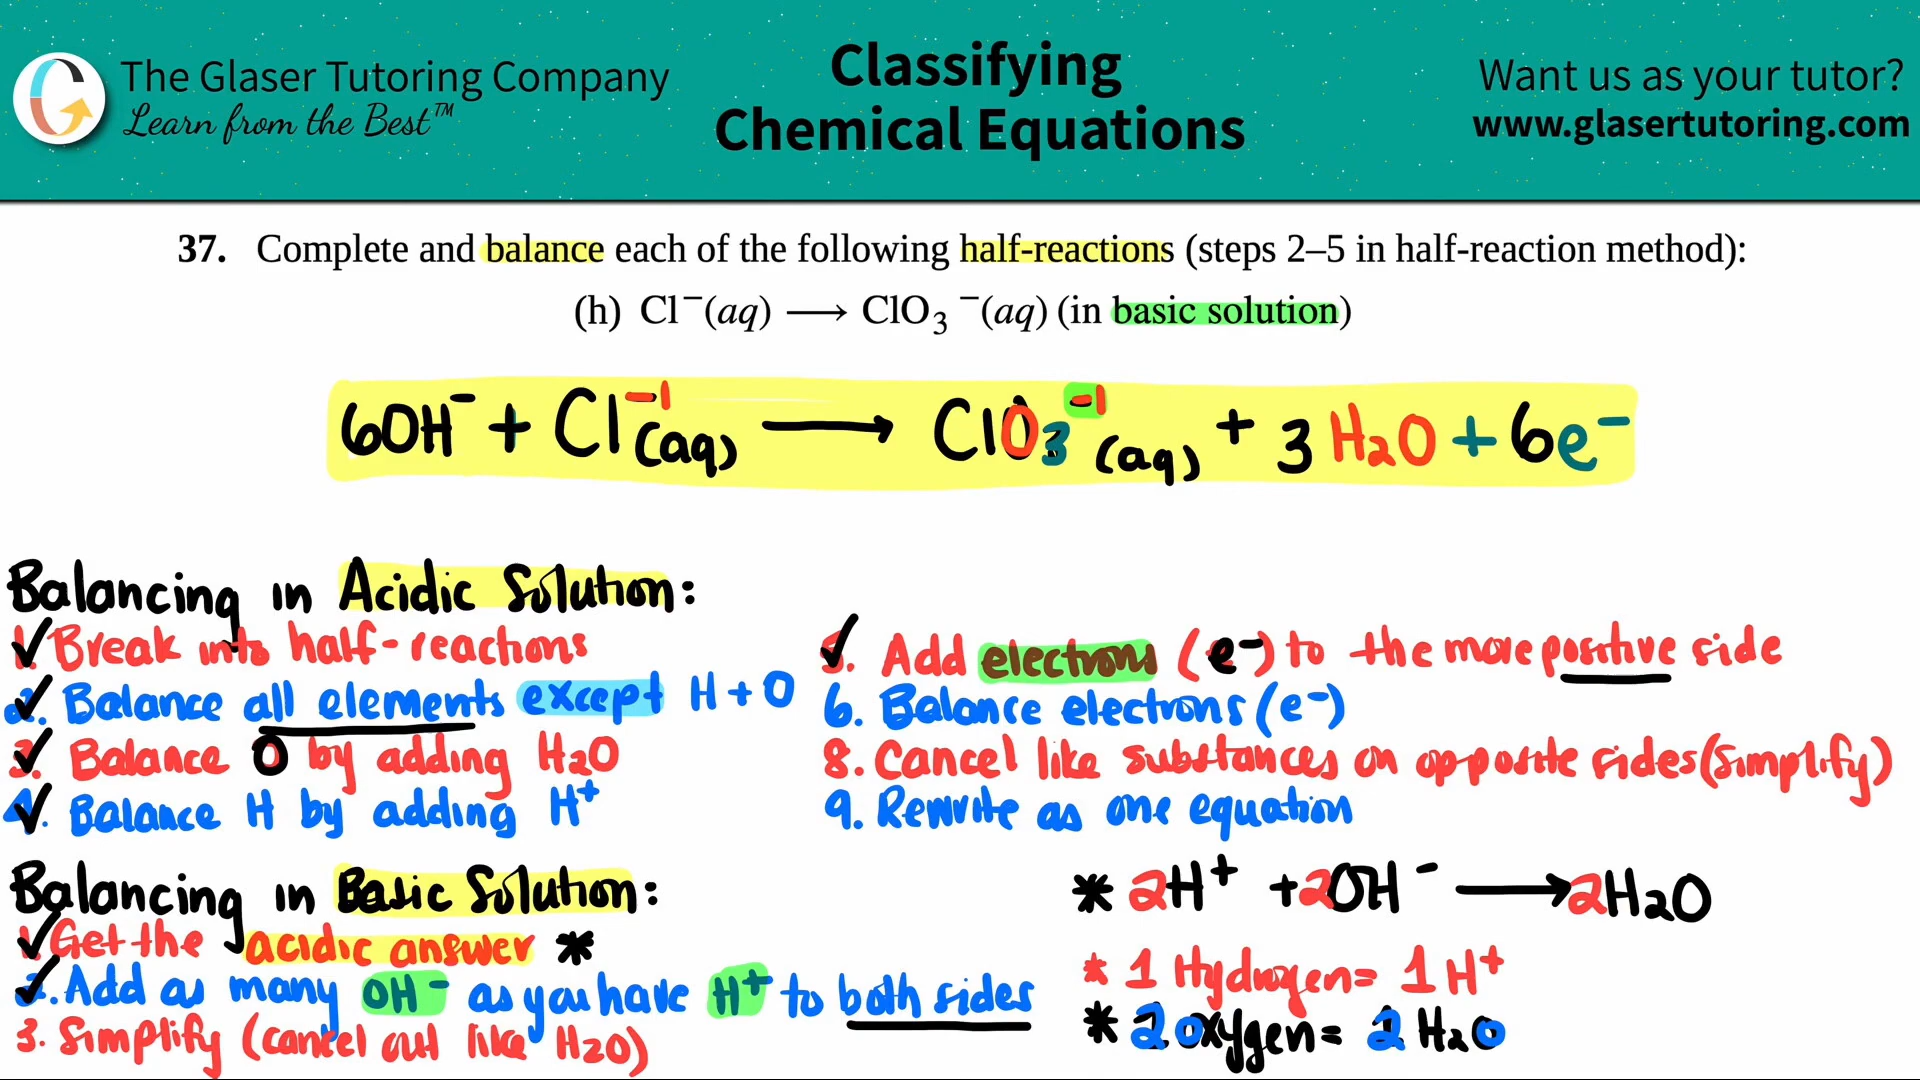 The Glaser Tutoring Company
Learn from the Best™
Classifying
Chemical Equations
Want us as your tutor?
www.glasertutoring.com
37. Complete and balance each of the following half-reactions (steps 2–5 in half-reaction method):
(h) Cl⁻(aq) ⟶ ClO₃⁻(aq) (in basic solution)
6OH⁻ + Cl⁻¹(aq) ⟶ ClO₃⁻¹(aq) + 3H₂O + 6e⁻
Balancing in Acidic Solution:
1. Break into half-reactions
2. Balance all elements except H + O
3. Balance O by adding H₂O
4. Balance H by adding H⁺
5. Add electrons (e⁻) to the more positive side
6. Balance electrons (e⁻)
8. Cancel like substances on opposite sides (simplify)
9. Rewrite as one equation
Balancing in Basic Solution:
1. Get the acidic answer *
2. Add as many OH⁻ as you have H⁺ to both sides
3. Simplify (cancel out like H₂O)
* 2H⁺ + 2OH⁻ ⟶ 2H₂O
* 1 Hydrogen = 1H⁺
* 2 oxygen = 2 H₂O